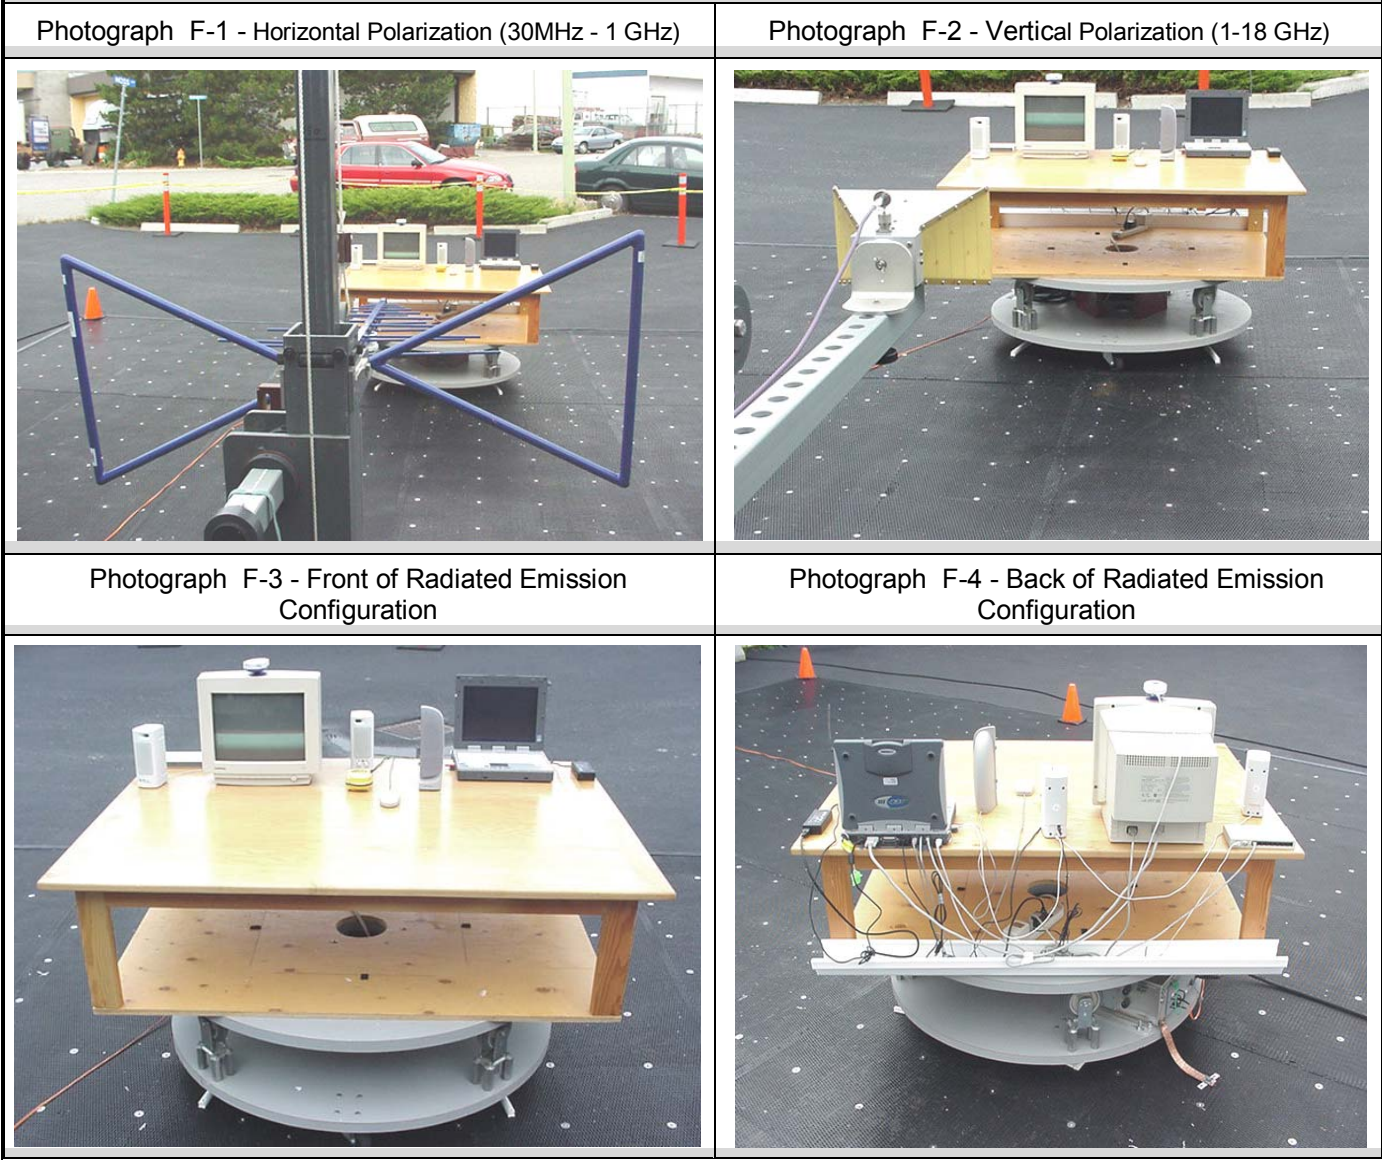 Photograph F-1 - Horizontal Polarization (30MHz - 1 GHz)
Photograph F-2 - Vertical Polarization (1-18 GHz)
Photograph F-3 - Front of Radiated Emission
Configuration
Photograph F-4 - Back of Radiated Emission
Configuration